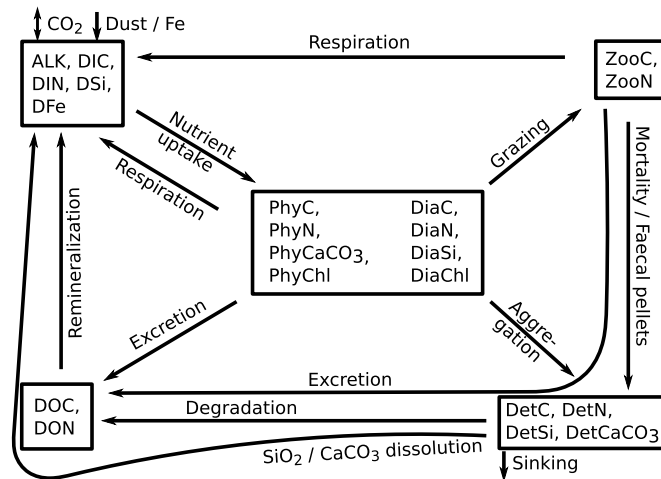 CO2 Dust / Fe
ALK, DIC,
DIN, DSi,
DFe
Respiration
ZooC,
ZooN
Nutrient
uptake
Respiration
Grazing
Mortality / Faecal pellets
PhyC, DiaC,
PhyN, DiaN,
PhyCaCO3, DiaSi,
PhyChl DiaChl
Remineralization
Excretion
Aggre-
gation
Excretion
DOC,
DON
Degradation
DetC, DetN,
DetSi, DetCaCO3
SiO2 / CaCO3 dissolution
Sinking